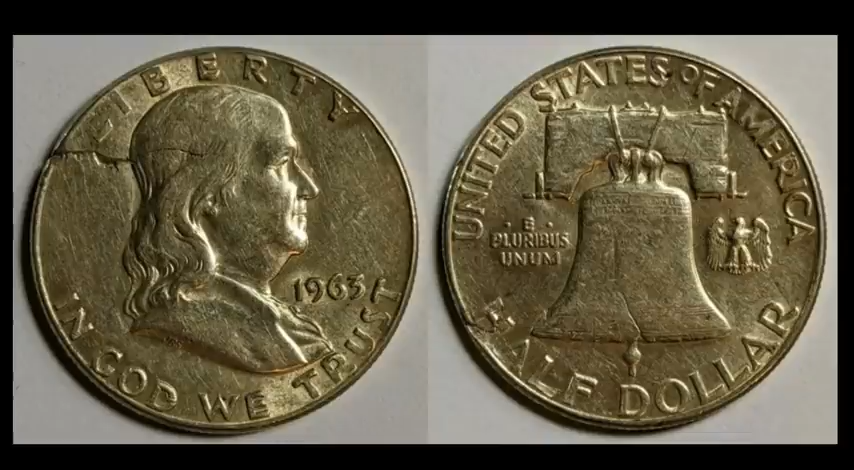 LIBERTY
1963
IN GOD WE TRUST
UNITED STATES OF AMERICA
· E ·
PLURIBUS
UNUM
HALF DOLLAR